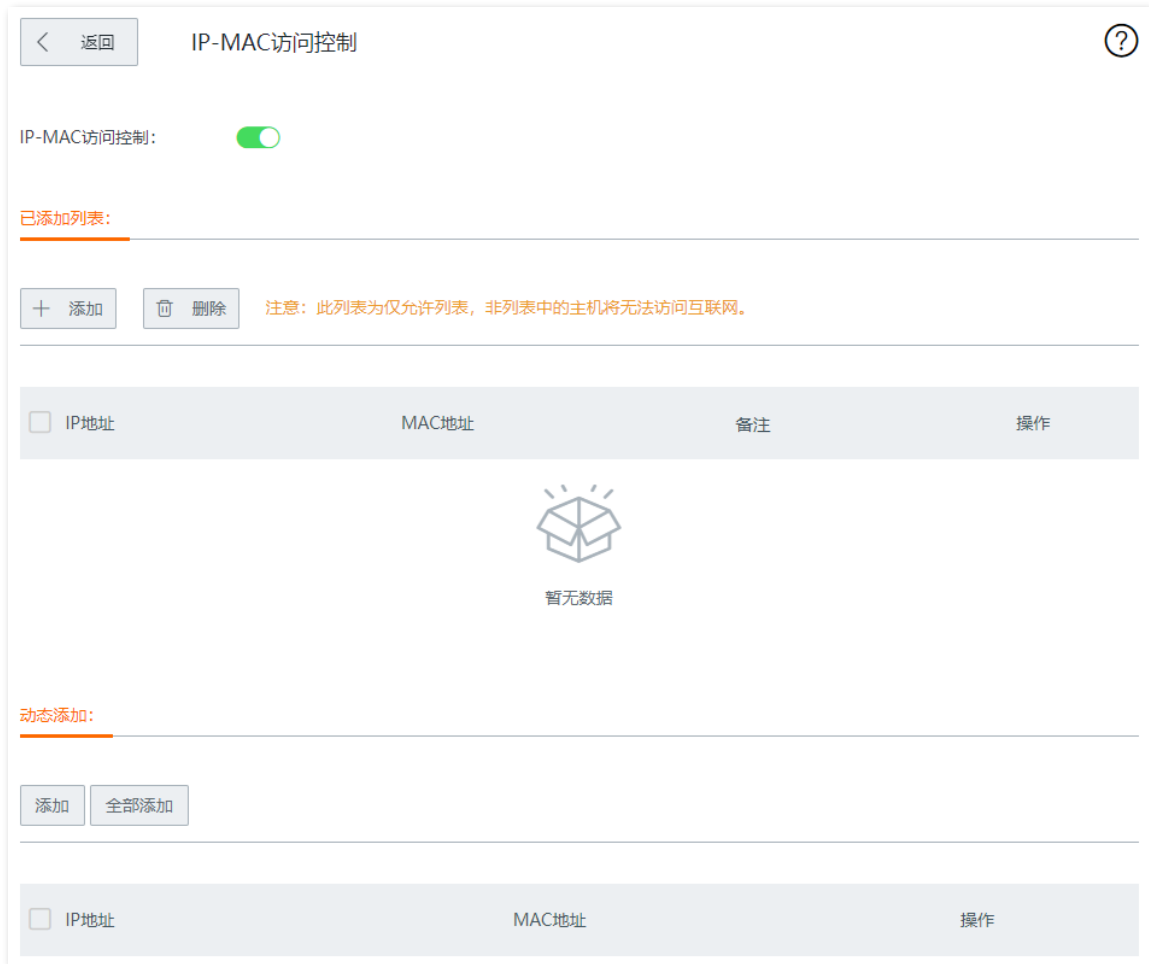 返回 IP-MAC访问控制 ?
IP-MAC访问控制：
已添加列表：
添加 删除 注意：此列表为仅允许列表，非列表中的主机将无法访问互联网。
IP地址 MAC地址 备注 操作
暂无数据
动态添加：
添加 全部添加
IP地址 MAC地址 操作